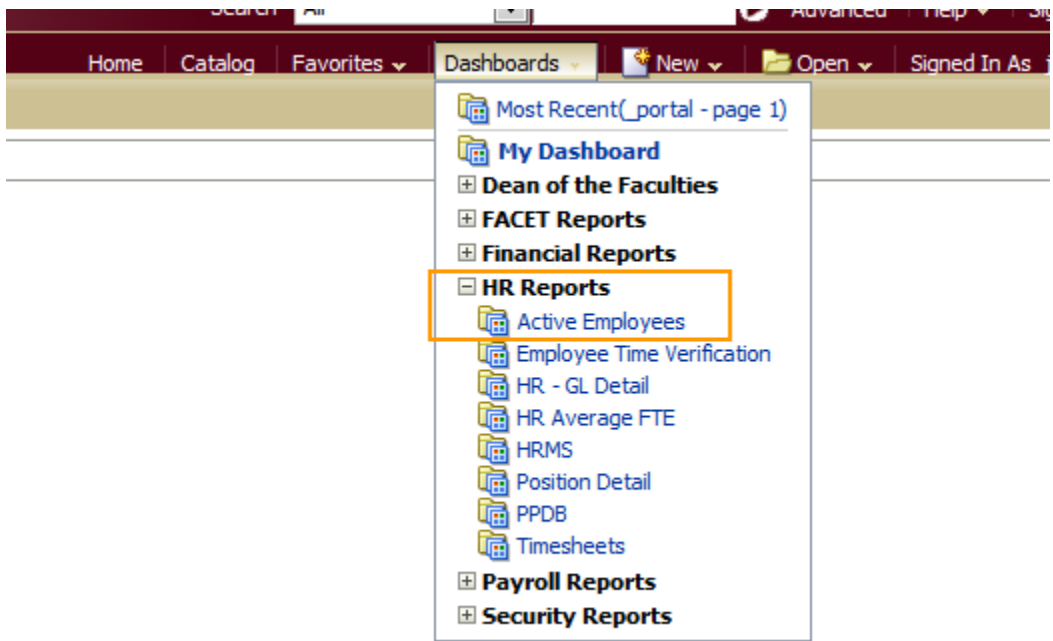 Search All Advanced Help
Home Catalog Favorites Dashboards New Open Signed In As
Most Recent(_portal - page 1)
My Dashboard
Dean of the Faculties
FACET Reports
Financial Reports
HR Reports
Active Employees
Employee Time Verification
HR - GL Detail
HR Average FTE
HRMS
Position Detail
PPDB
Timesheets
Payroll Reports
Security Reports